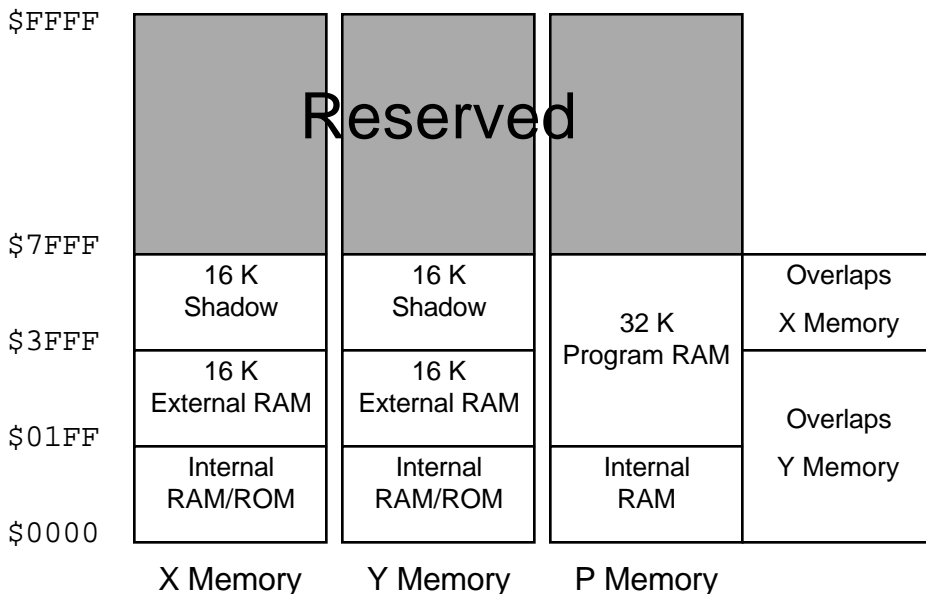 $FFFF
Reserved
$7FFF
16 K
Shadow
16 K
Shadow
32 K
Program RAM
Overlaps
X Memory
$3FFF
16 K
External RAM
16 K
External RAM
Overlaps
Y Memory
$01FF
Internal
RAM/ROM
Internal
RAM/ROM
Internal
RAM
$0000
X Memory
Y Memory
P Memory